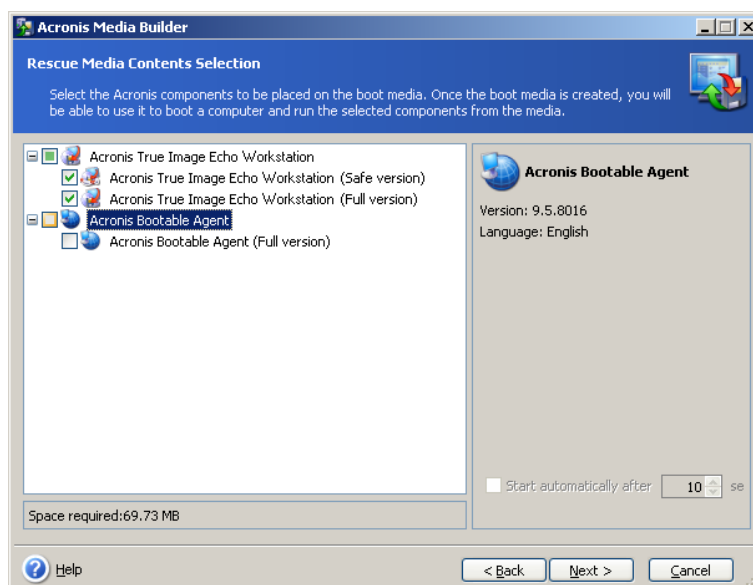 Acronis Media Builder
Rescue Media Contents Selection
Select the Acronis components to be placed on the boot media. Once the boot media is created, you will
be able to use it to boot a computer and run the selected components from the media.
Acronis True Image Echo Workstation
Acronis True Image Echo Workstation (Safe version)
Acronis True Image Echo Workstation (Full version)
Acronis Bootable Agent
Acronis Bootable Agent (Full version)
Space required:69.73 MB
Acronis Bootable Agent
Version: 9.5.8016
Language: English
Start automatically after 10 se
Help
< Back
Next >
Cancel